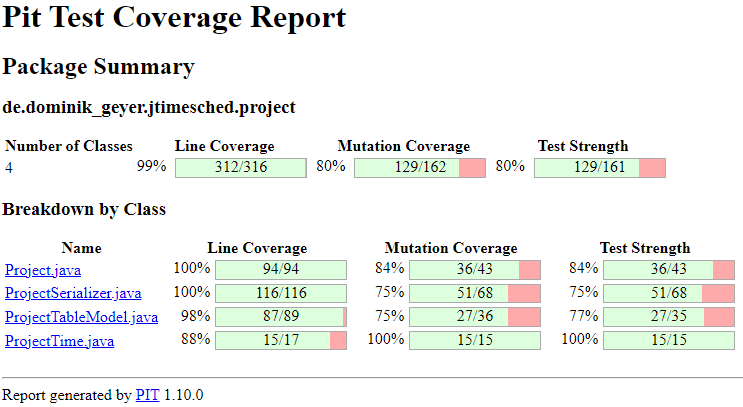 Pit Test Coverage Report
Package Summary
de.dominik_geyer.jtimesched.project
Number of Classes Line Coverage Mutation Coverage Test Strength
4 99% 312/316 80% 129/162 80% 129/161
Breakdown by Class
Name Line Coverage Mutation Coverage Test Strength
Project.java 100% 94/94 84% 36/43 84% 36/43
ProjectSerializer.java 100% 116/116 75% 51/68 75% 51/68
ProjectTableModel.java 98% 87/89 75% 27/36 77% 27/35
ProjectTime.java 88% 15/17 100% 15/15 100% 15/15
Report generated by PIT 1.10.0